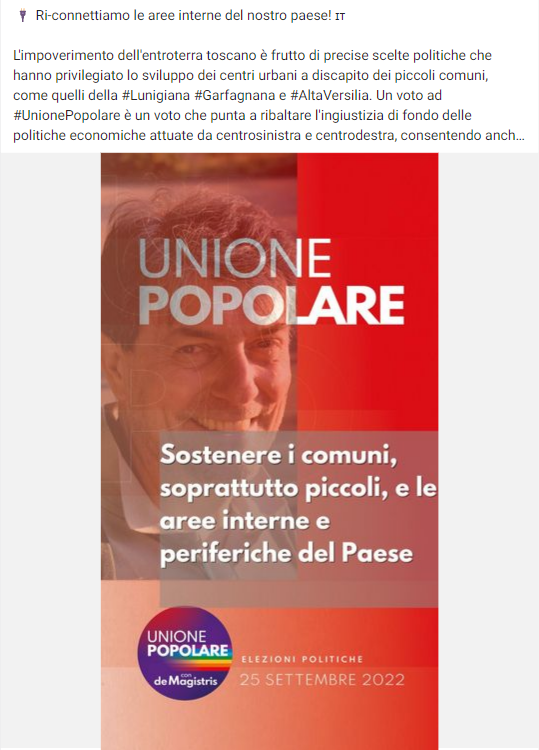 Ri-connettiamo le aree interne del nostro paese! IT
L'impoverimento dell'entroterra toscano è frutto di precise scelte politiche che
hanno privilegiato lo sviluppo dei centri urbani a discapito dei piccoli comuni,
come quelli della #Lunigiana #Garfagnana e #AltaVersilia. Un voto ad
#UnionePopolare è un voto che punta a ribaltare l'ingiustizia di fondo delle
politiche economiche attuate da centrosinistra e centrodestra, consentendo anch...
UNIONE
POPOLARE
Sostenere i comuni,
soprattutto piccoli, e le
aree interne e
periferiche del Paese
UNIONE
POPOLARE
con
de Magistris
ELEZIONI POLITICHE
25 SETTEMBRE 2022